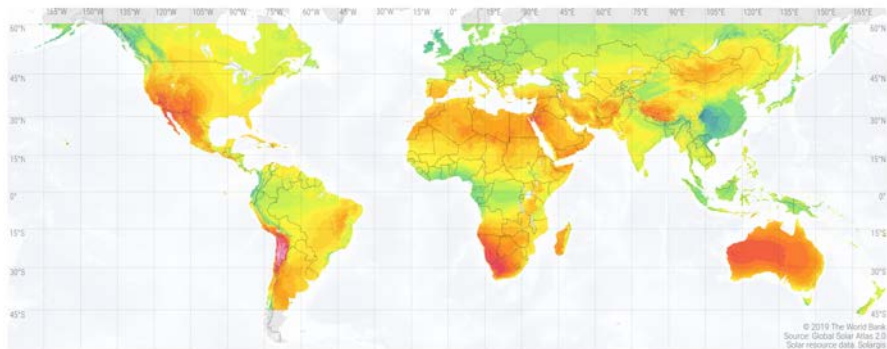 165°W 150°W 135°W 120°W 105°W 90°W 75°W 60°W 45°W 30°W 15°W 0° 15°E 30°E 45°E 60°E 75°E 90°E 105°E 120°E 135°E 150°E 165°E
60°N 60°N
45°N 45°N
30°N 30°N
15°N 15°N
0° 0°
15°S 15°S
30°S 30°S
45°S 45°S
© 2019 The World Bank
Source: Global Solar Atlas 2.0
Solar resource data: Solargis